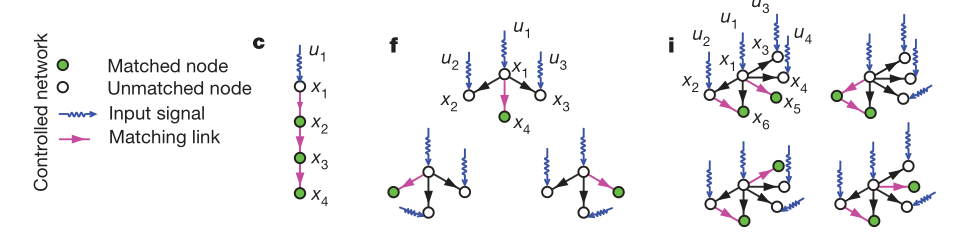 Controlled network
Matched node
Unmatched node
Input signal
Matching link
c
u1
x1
x2
x3
x4
f
u1
u2
x1
u3
x2
x3
x4
i
u3
u1
u2
u4
x3
x1
x2
x4
x5
x6